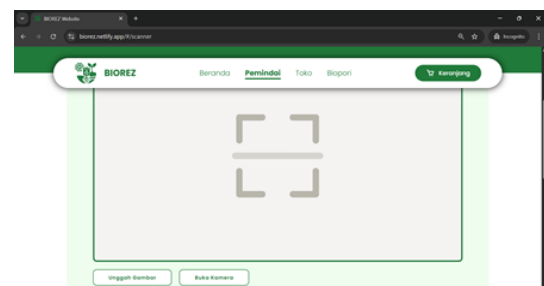 BIOREZ Website
biorez.netlify.app/#/scanner
Incognito
BIOREZ
Beranda Pemindai Toko Biopori
Keranjang
Unggah Gambar Buka Kamera